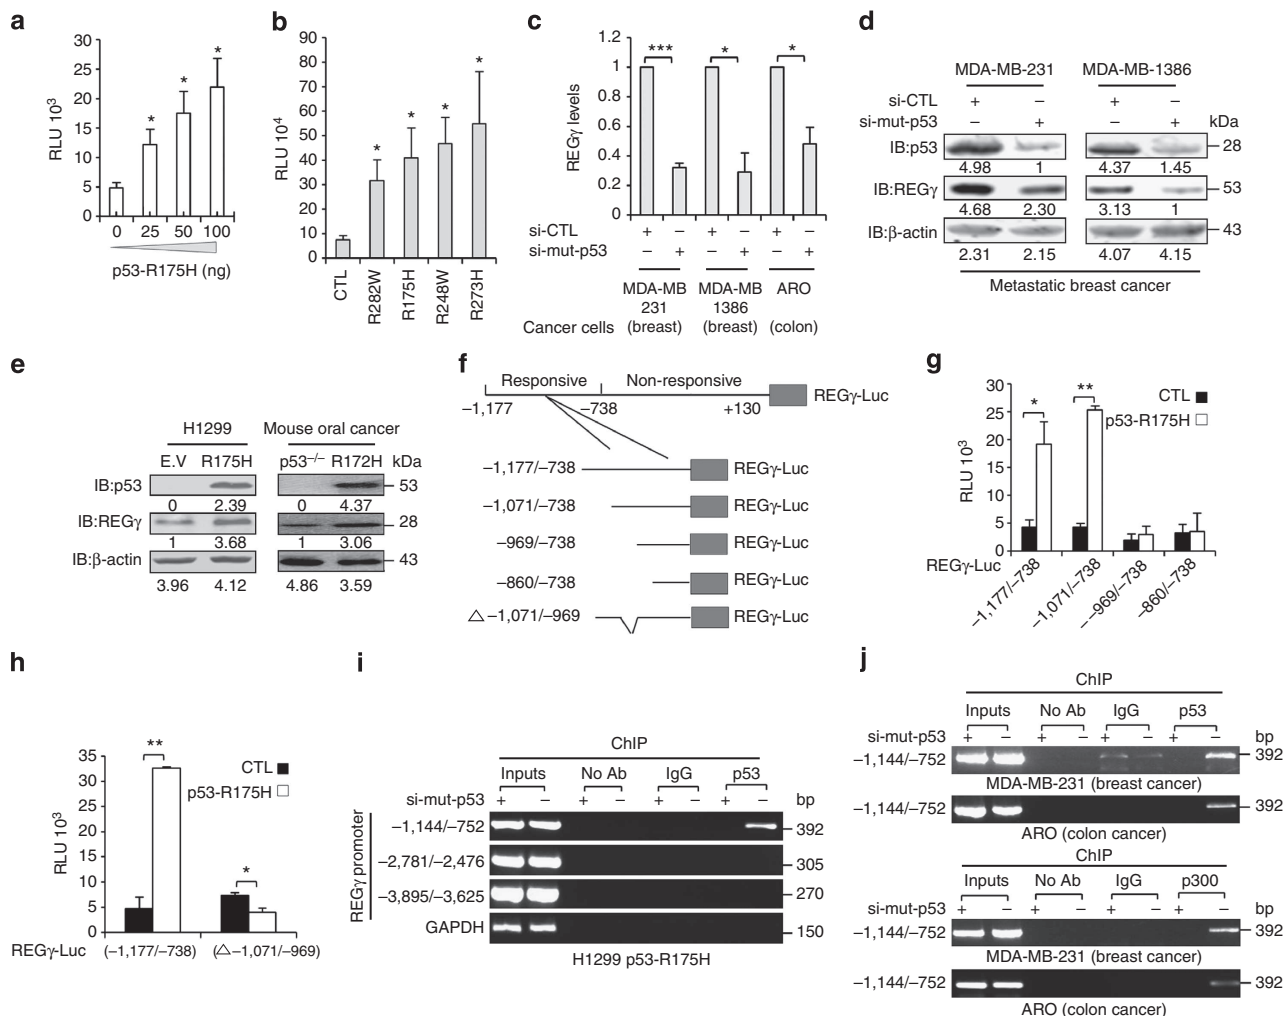 a
RLU 10³
30
25
20
15
10
5
0
*
*
*
0 25 50 100
p53-R175H (ng)
b
RLU 10⁴
90
80
70
60
50
40
30
20
10
0
*
*
*
*
CTL
R282W
R175H
R248W
R273H
c
REGγ levels
1.2
1
0.8
0.6
0.4
0.2
0
***
*
*
si-CTL + − + − + −
si-mut-p53 − + − + − +
MDA-MB MDA-MB ARO
231 1386
Cancer cells (breast) (breast) (colon)
d
MDA-MB-231 MDA-MB-1386
si-CTL + − + −
si-mut-p53 − + − + kDa
IB:p53 28
4.98 1 4.37 1.45
IB:REGγ 53
4.68 2.30 3.13 1
IB:β-actin 43
2.31 2.15 4.07 4.15
Metastatic breast cancer
e
H1299 Mouse oral cancer
E.V R175H p53−/− R172H kDa
IB:p53 53
0 2.39 0 4.37
IB:REGγ 28
1 3.68 1 3.06
IB:β-actin 43
3.96 4.12 4.86 3.59
f
Responsive Non-responsive
REGγ-Luc
−1,177 −738 +130
−1,177/−738 REGγ-Luc
−1,071/−738 REGγ-Luc
−969/−738 REGγ-Luc
−860/−738 REGγ-Luc
△ −1,071/−969 REGγ-Luc
g
RLU 10³
30
25
20
15
10
5
0
*
**
CTL
p53-R175H
REGγ-Luc
−1,177/−738
−1,071/−738
− −969/−738
−860/−738
h
RLU 10³
35
30
25
20
15
10
5
0
**
*
CTL
p53-R175H
REGγ-Luc (−1,177/−738) (△−1,071/−969)
i
ChIP
Inputs No Ab IgG p53
si-mut-p53 + − + − + − + − bp
REGγ promoter
−1,144/−752 392
−2,781/−2,476 305
−3,895/−3,625 270
GAPDH 150
H1299 p53-R175H
j
ChIP
Inputs No Ab IgG p53
si-mut-p53 + − + − + − + − bp
−1,144/−752 392
MDA-MB-231 (breast cancer)
−1,144/−752 392
ARO (colon cancer)
ChIP
Inputs No Ab IgG p300
si-mut-p53 + − + − + − + − bp
−1,144/−752 392
MDA-MB-231 (breast cancer)
−1,144/−752 392
ARO (colon cancer)